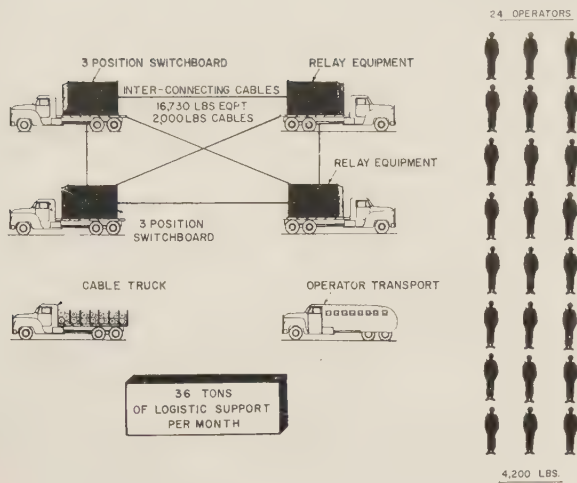 24 OPERATORS
3 POSITION SWITCHBOARD
RELAY EQUIPMENT
INTER-CONNECTING CABLES
16,730 LBS EQPT
2,000 LBS CABLES
RELAY EQUIPMENT
3 POSITION
SWITCHBOARD
CABLE TRUCK
OPERATOR TRANSPORT
36 TONS
OF LOGISTIC SUPPORT
PER MONTH
4,200 LBS.